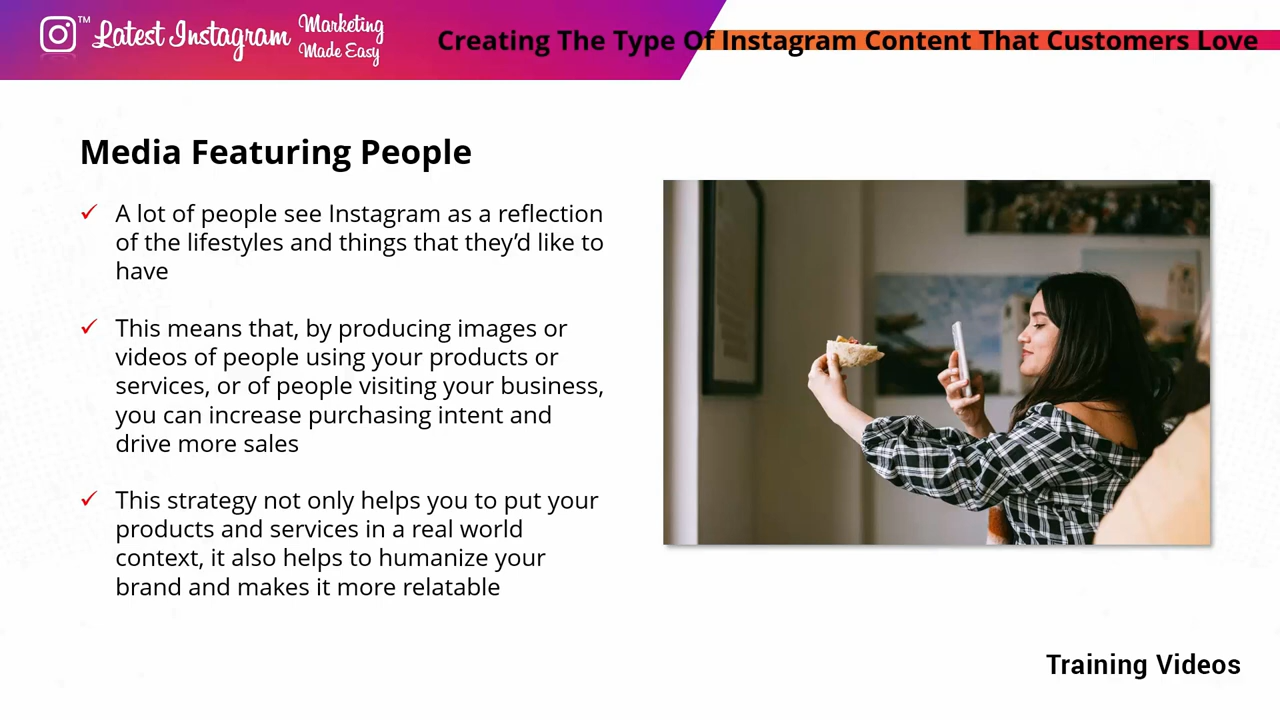 TM Latest Instagram Marketing
Made Easy
Creating The Type Of Instagram Content That Customers Love
Media Featuring People
A lot of people see Instagram as a reflection
of the lifestyles and things that they’d like to
have
This means that, by producing images or
videos of people using your products or
services, or of people visiting your business,
you can increase purchasing intent and
drive more sales
This strategy not only helps you to put your
products and services in a real world
context, it also helps to humanize your
brand and makes it more relatable
Training Videos